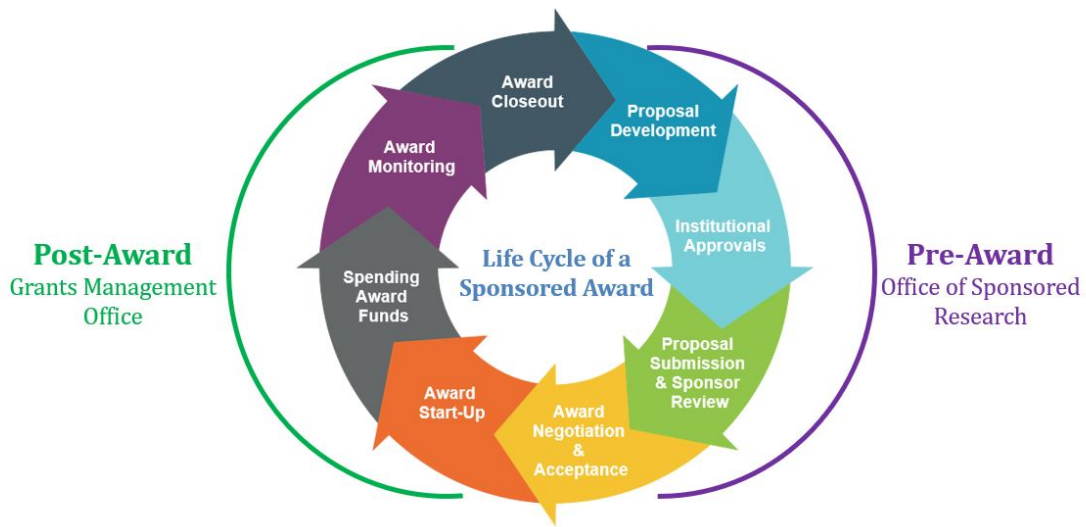 Life Cycle of a
Sponsored Award
Proposal
Development
Institutional
Approvals
Proposal
Submission
& Sponsor
Review
Award
Negotiation
&
Acceptance
Award
Start-Up
Spending
Award
Funds
Award
Monitoring
Award
Closeout
Post-Award
Grants Management
Office
Pre-Award
Office of Sponsored
Research